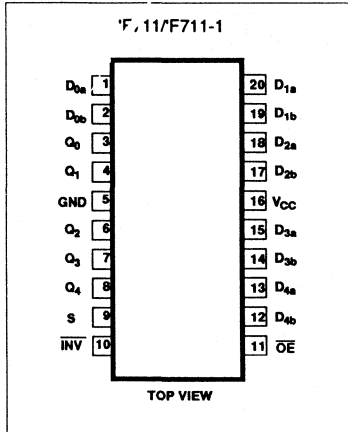 'F711/'F711-1
D0a 1 20 D1a
D0b 2 19 D1b
Q0 3 18 D2a
Q1 4 17 D2b
GND 5 16 VCC
Q2 6 15 D3a
Q3 7 14 D3b
Q4 8 13 D4a
S 9 12 D4b
INV 10 11 OE
TOP VIEW